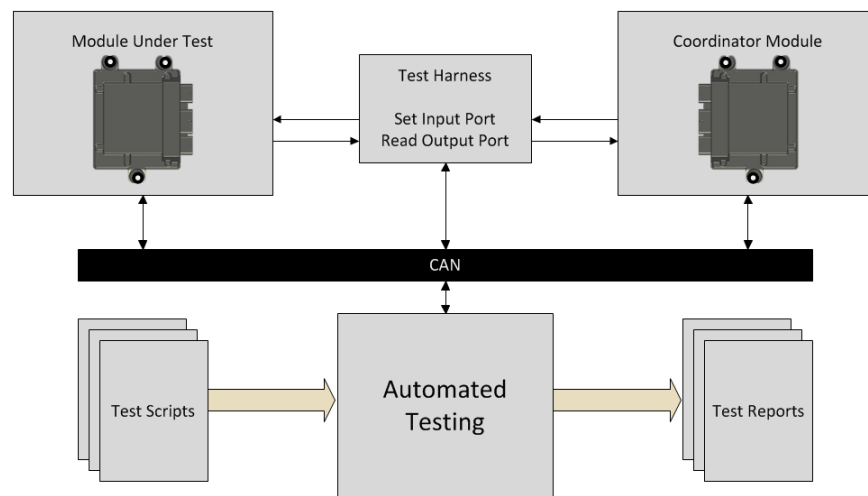 Module Under Test
Test Harness
Set Input Port
Read Output Port
Coordinator Module
CAN
Test Scripts
Automated
Testing
Test Reports